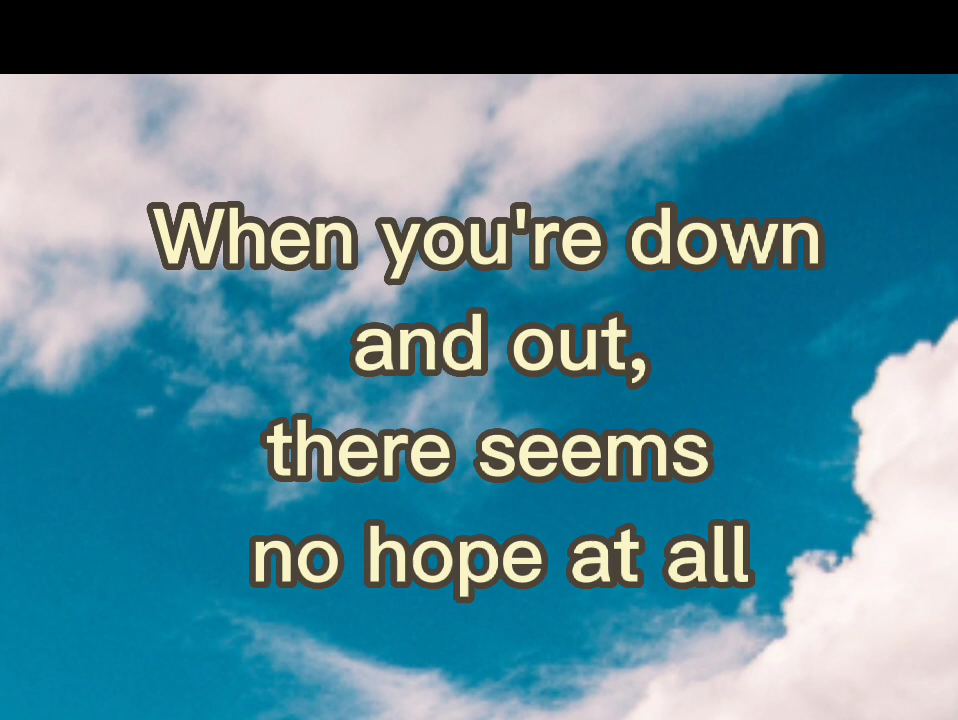 When you're down
and out,
there seems
no hope at all